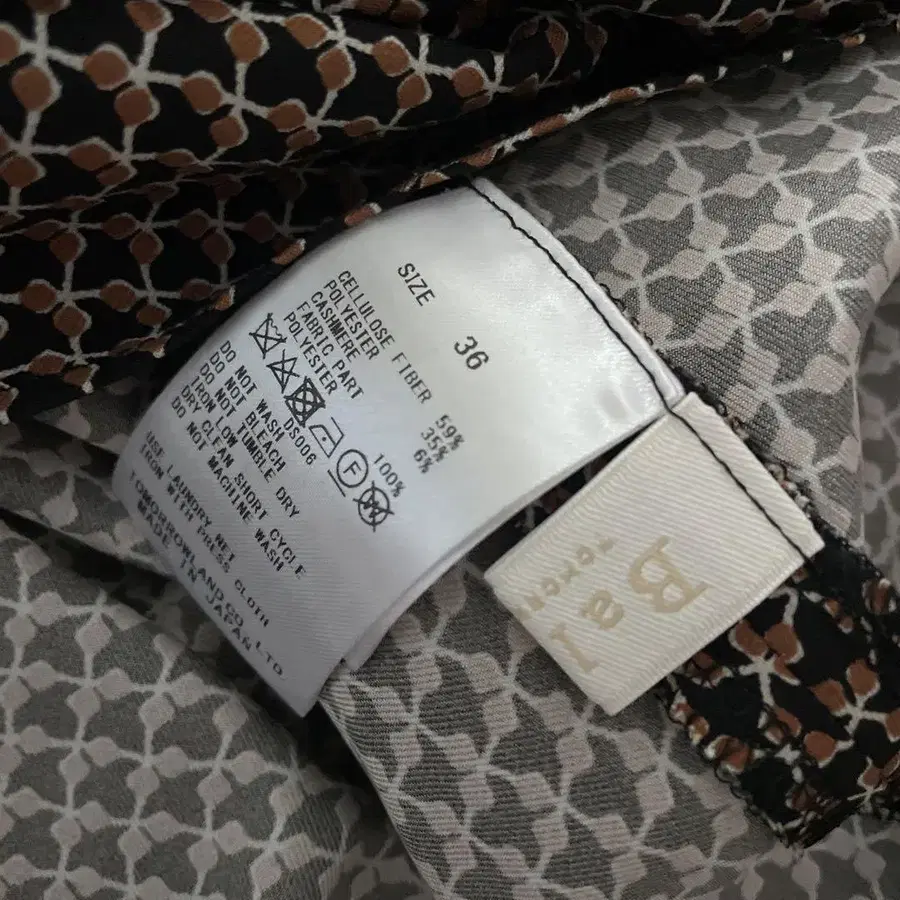 SIZE 36
CELLULOSE FIBER 59%
POLYESTER 35%
CASHMERE 6%
FABRIC PART
POLYESTER 100%
DS006
F
DO NOT WASH
DO NOT BLEACH
DO NOT TUMBLE DRY
IRON LOW
DRY CLEAN SHORT CYCLE
DO NOT MACHINE WASH
USE LAUNDRY NET
IRON WITH PRESS CLOTH
TOMORROWLAND CO.,LTD
MADE IN JAPAN